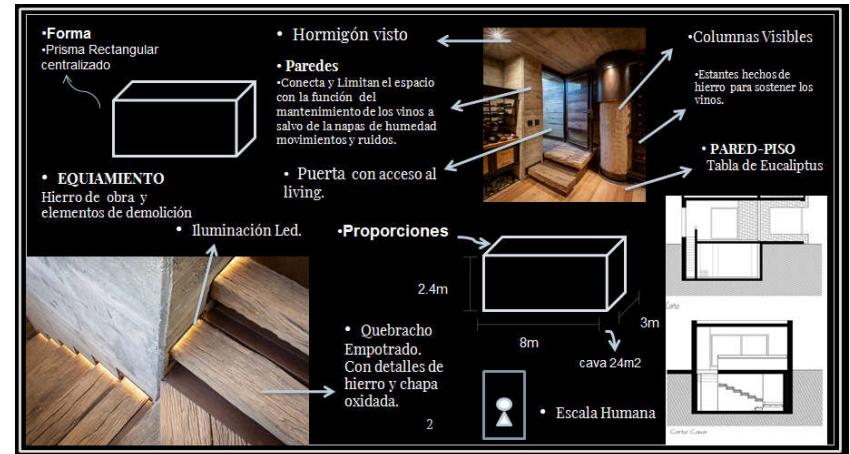 •Forma
•Prisma Rectangular
centralizado
• EQUIAMIENTO
Hierro de obra y
elementos de demolición
• Iluminación Led.
• Hormigón visto
• Paredes
•Conecta y Limitan el espacio
con la función del
mantenimiento de los vinos a
salvo de la napas de humedad
movimientos y ruidos.
• Puerta con acceso al
living.
•Columnas Visibles
•Estantes hechos de
hierro para sostener los
vinos.
• PARED-PISO
Tabla de Eucaliptus
•Proporciones
2.4m
8m
3m
cava 24m2
• Quebracho
Empotrado.
Con detalles de
hierro y chapa
oxidada.
2
• Escala Humana
Corte
Corte Cava